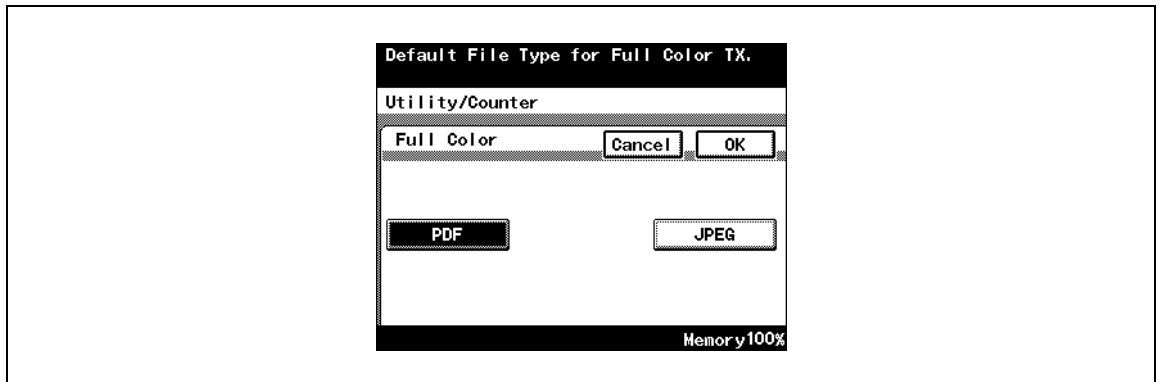 Default File Type for Full Color TX.
Utility/Counter
Full Color Cancel OK
PDF JPEG
Memory100%